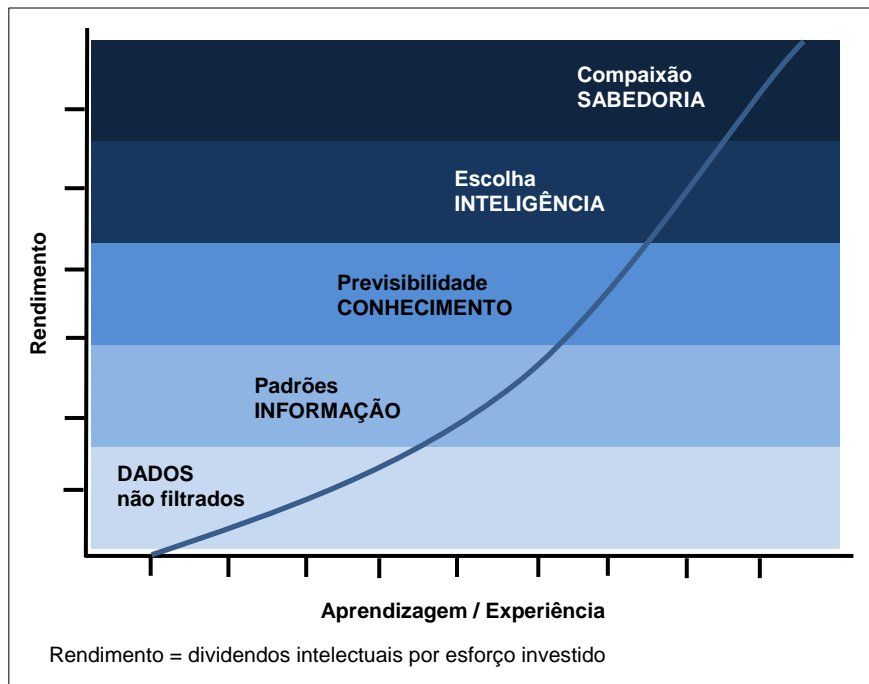 Compaixão
SABEDORIA
Escolha
INTELIGÊNCIA
Previsibilidade
CONHECIMENTO
Padrões
INFORMAÇÃO
DADOS
não filtrados
Rendimento
Aprendizagem / Experiência
Rendimento = dividendos intelectuais por esforço investido